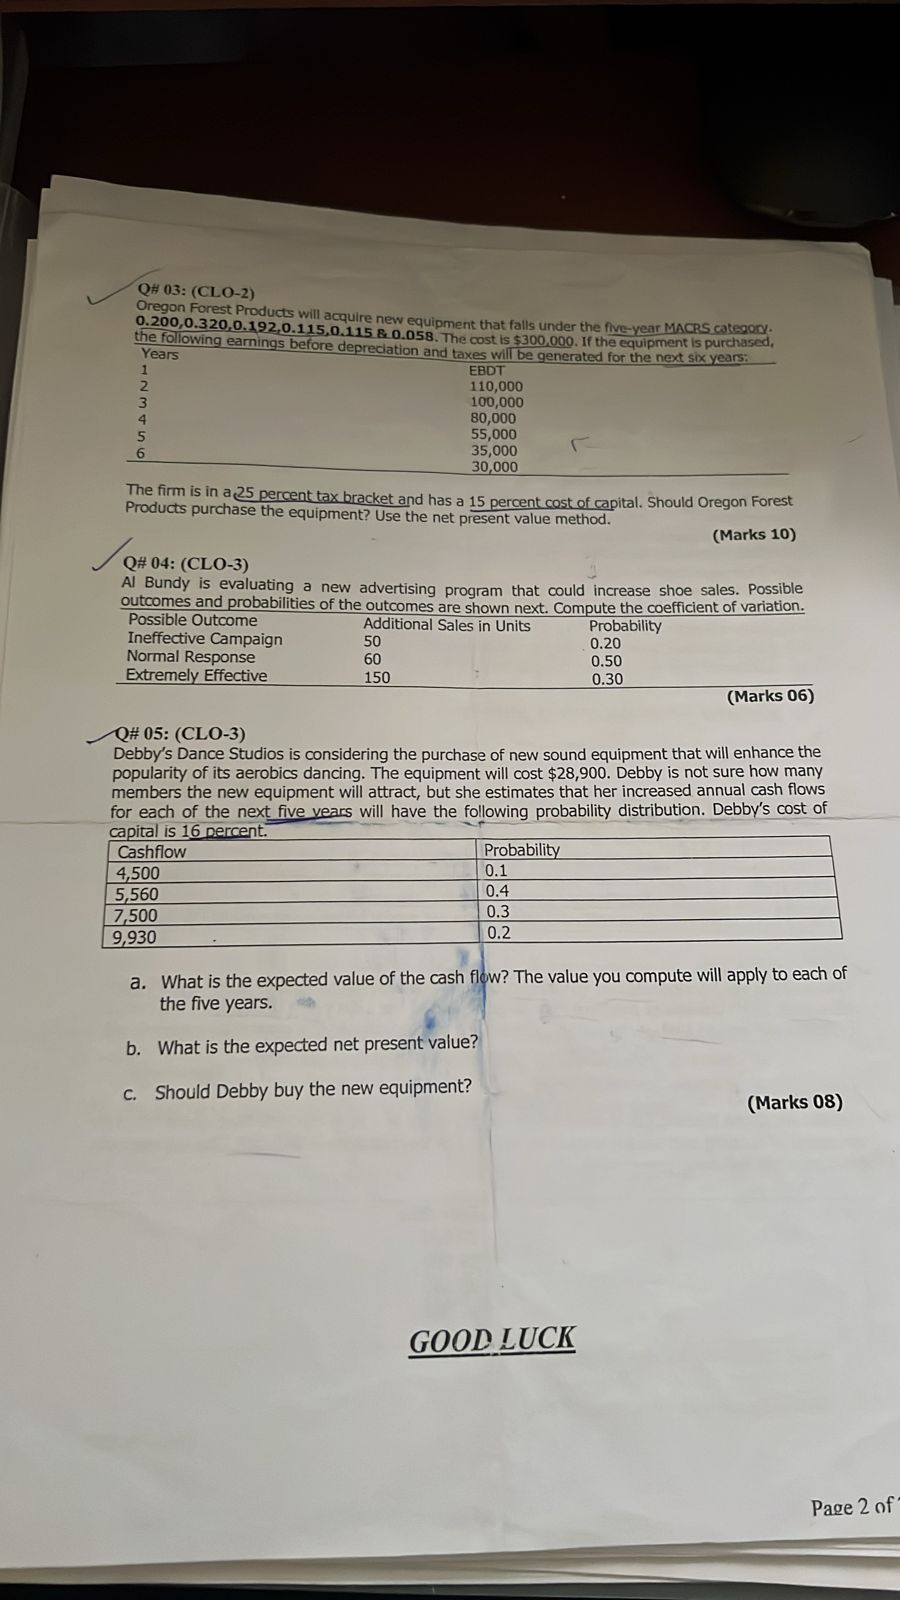 Q# 03: (CLO-2)
Oregon Forest Products will acquire new equipment that falls under the five-year MACRS category.
0.200,0.320,0.192,0.115,0.115 & 0.058. The cost is $300,000. If the equipment is purchased,
the following earnings before depreciation and taxes will be generated for the next six years:
Years
EBDT
1
110,000
2
100,000
3
80,000
4
55,000
5
35,000
6
30,000
The firm is in a 25 percent tax bracket and has a 15 percent cost of capital. Should Oregon Forest
Products purchase the equipment? Use the net present value method.
(Marks 10)
Q# 04: (CLO-3)
Al Bundy is evaluating a new advertising program that could increase shoe sales. Possible
outcomes and probabilities of the outcomes are shown next. Compute the coefficient of variation.
Possible Outcome Additional Sales in Units Probability
Ineffective Campaign 50 0.20
Normal Response 60 0.50
Extremely Effective 150 0.30
(Marks 06)
Q# 05: (CLO-3)
Debby's Dance Studios is considering the purchase of new sound equipment that will enhance the
popularity of its aerobics dancing. The equipment will cost $28,900. Debby is not sure how many
members the new equipment will attract, but she estimates that her increased annual cash flows
for each of the next five years will have the following probability distribution. Debby's cost of
capital is 16 percent.
Cashflow Probability
4,500 0.1
5,560 0.4
7,500 0.3
9,930 0.2
a. What is the expected value of the cash flow? The value you compute will apply to each of
the five years.
b. What is the expected net present value?
c. Should Debby buy the new equipment?
(Marks 08)
GOOD LUCK
Page 2 of